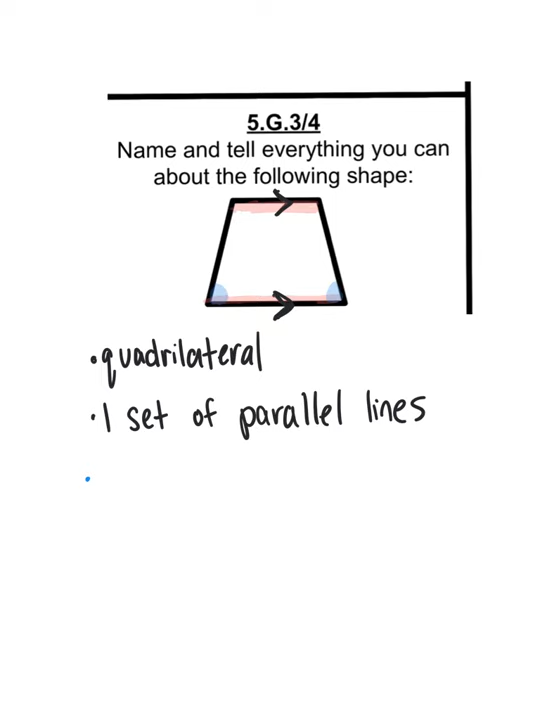 5.G.3/4
Name and tell everything you can
about the following shape:
• quadrilateral
• 1 set of parallel lines
•